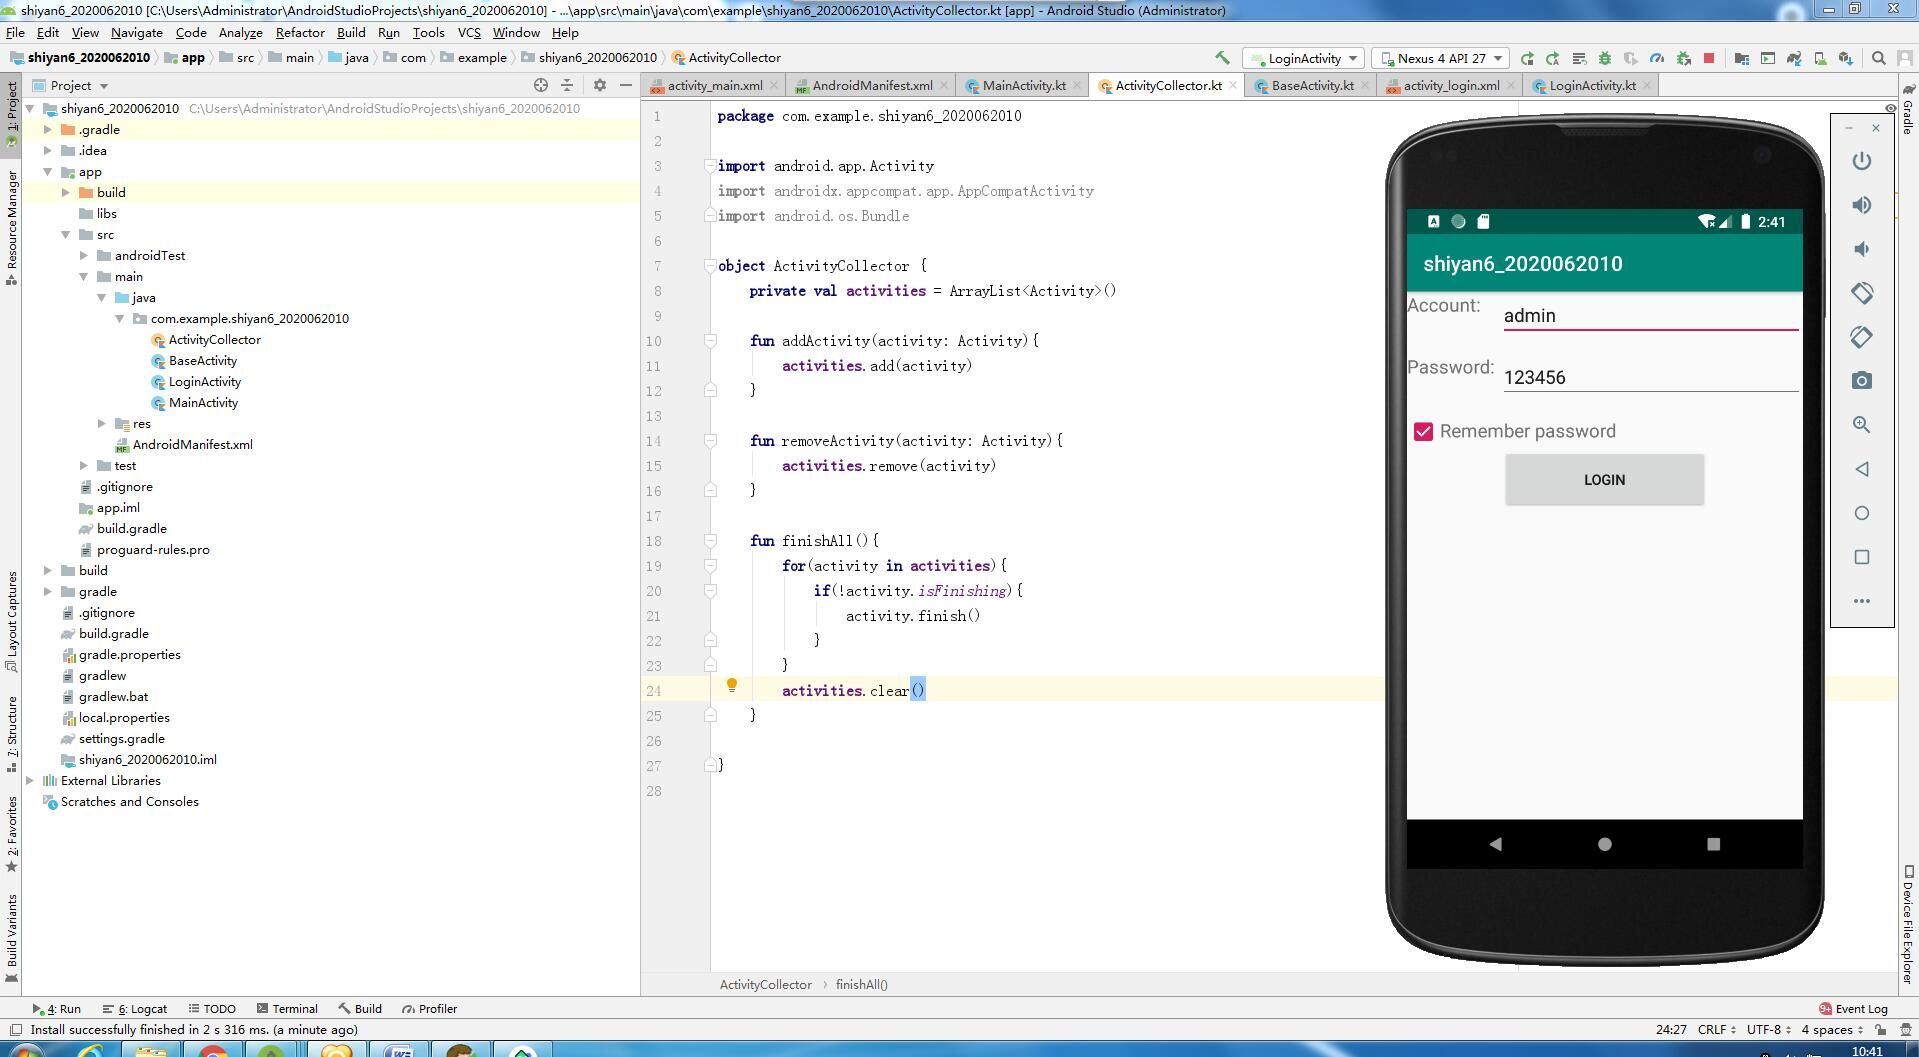 shiyan6_2020062010 [C:\Users\Administrator\AndroidStudioProjects\shiyan6_2020062010] - ...\app\src\main\java\com\example\shiyan6_2020062010\ActivityCollector.kt [app] - Android Studio (Administrator)
File Edit View Navigate Code Analyze Refactor Build Run Tools VCS Window Help
shiyan6_2020062010 app src main java com example shiyan6_2020062010 ActivityCollector LoginActivity Nexus 4 API 27
Project
activity_main.xml AndroidManifest.xml MainActivity.kt ActivityCollector.kt BaseActivity.kt activity_login.xml LoginActivity.kt
1: Project
Resource Manager
Layout Captures
7: Structure
2: Favorites
Build Variants
shiyan6_2020062010 C:\Users\Administrator\AndroidStudioProjects\shiyan6_2020062010
.gradle
.idea
app
build
libs
src
androidTest
main
java
com.example.shiyan6_2020062010
ActivityCollector
BaseActivity
LoginActivity
MainActivity
res
AndroidManifest.xml
test
.gitignore
app.iml
build.gradle
proguard-rules.pro
build
gradle
.gitignore
build.gradle
gradle.properties
gradlew
gradlew.bat
local.properties
settings.gradle
shiyan6_2020062010.iml
External Libraries
Scratches and Consoles
1 package com.example.shiyan6_2020062010
2
3 import android.app.Activity
4 import androidx.appcompat.app.AppCompatActivity
5 import android.os.Bundle
6
7 object ActivityCollector {
8 private val activities = ArrayList<Activity>()
9
10 fun addActivity(activity: Activity){
11 activities.add(activity)
12 }
13
14 fun removeActivity(activity: Activity){
15 activities.remove(activity)
16 }
17
18 fun finishAll(){
19 for(activity in activities){
20 if(!activity.isFinishing){
21 activity.finish()
22 }
23 }
24 activities.clear()
25 }
26
27 }
28
ActivityCollector › finishAll()
2:41
shiyan6_2020062010
Account: admin
Password: 123456
Remember password
LOGIN
Gradle
Device File Explorer
4: Run 6: Logcat TODO Terminal Build Profiler 9+ Event Log
Install successfully finished in 2 s 316 ms. (a minute ago) 24:27 CRLF UTF-8 4 spaces
10:41